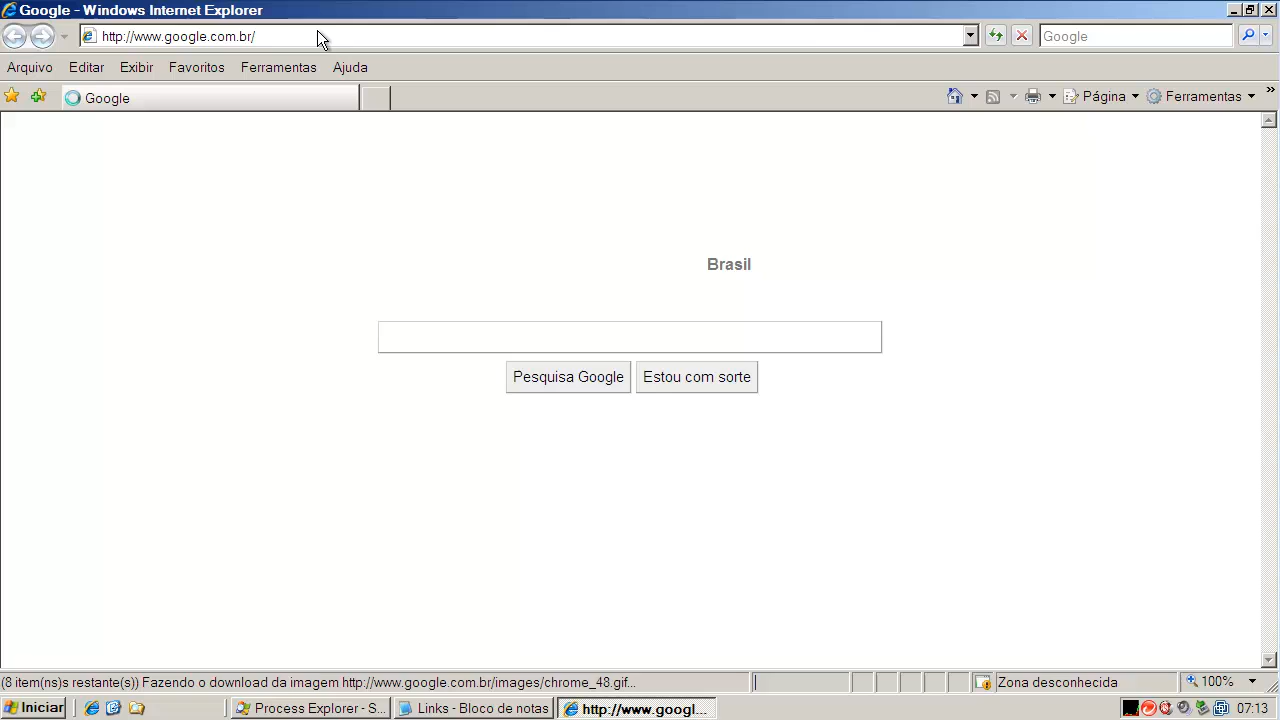 Google - Windows Internet Explorer
http://www.google.com.br/
Google
Arquivo Editar Exibir Favoritos Ferramentas Ajuda
Google
Página Ferramentas »
Brasil
Pesquisa Google Estou com sorte
(8 item(ns)s restante(s)) Fazendo o download da imagem http://www.google.com.br/images/chrome_48.gif...
Zona desconhecida
100%
Iniciar
Process Explorer - S...
Links - Bloco de notas
http://www.googl...
07:13